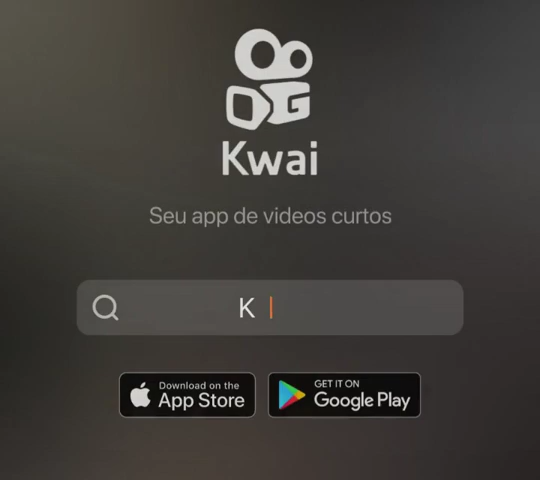 Kwai
Seu app de videos curtos
K
Download on the
App Store
GET IT ON
Google Play